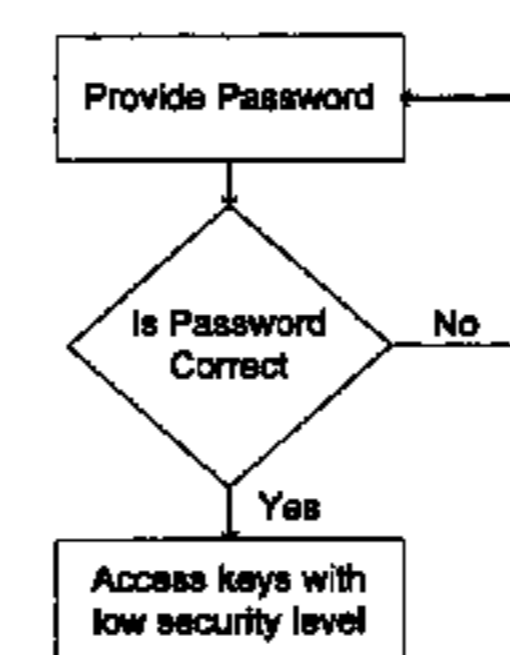 Provide Password
Is Password
Correct
No
Yes
Access keys with
low security level